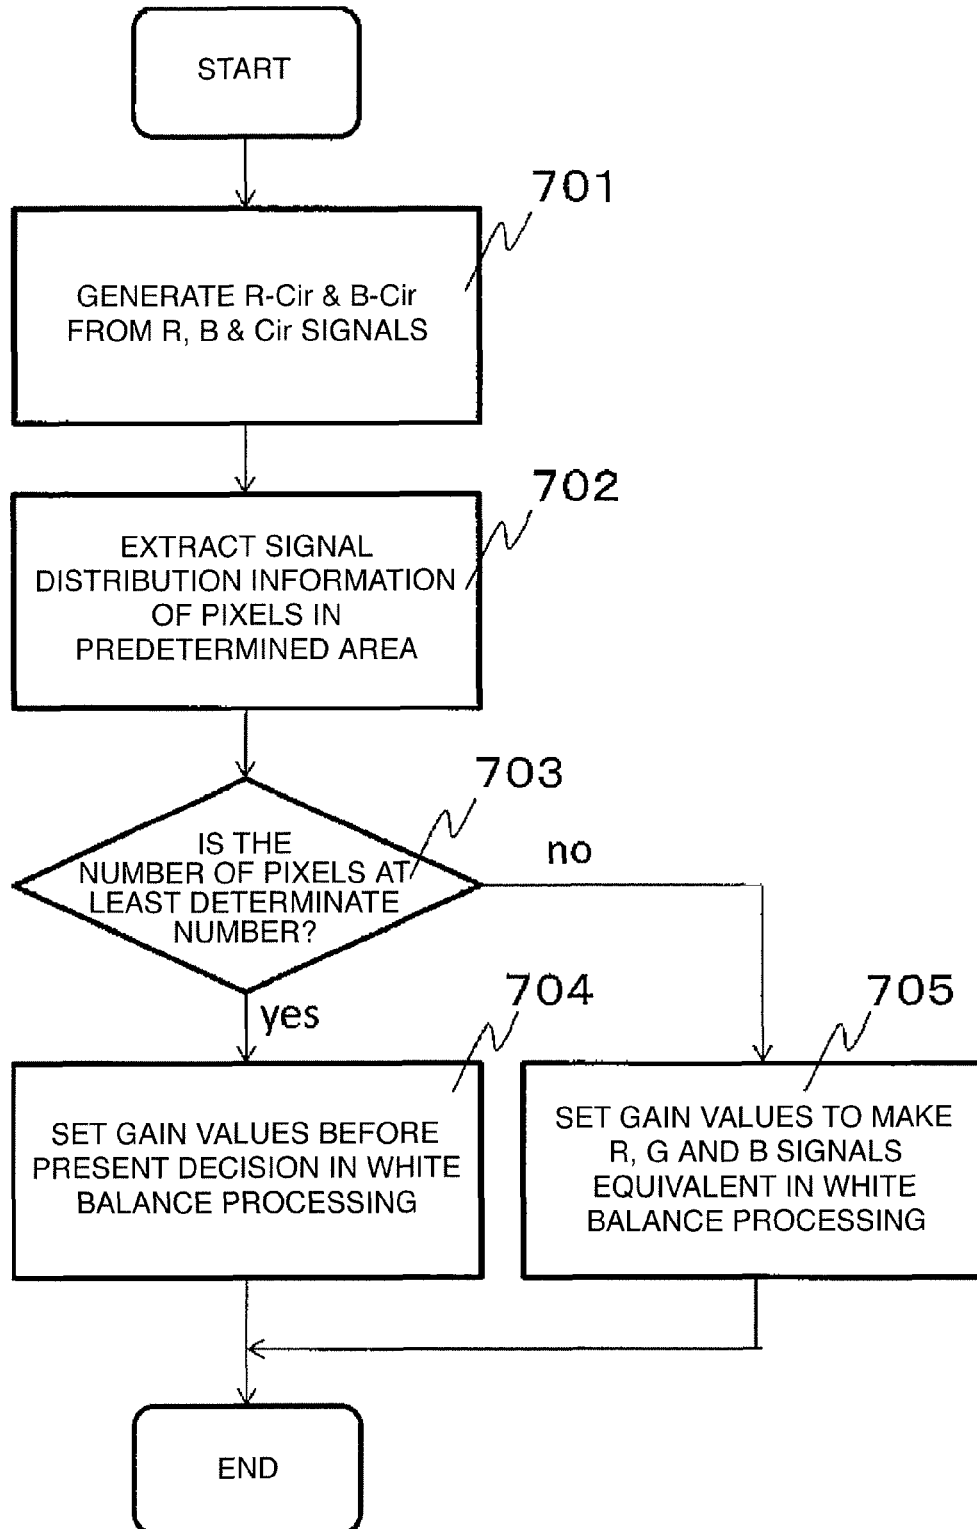 START
701
GENERATE R-Cir & B-Cir
FROM R, B & Cir SIGNALS
702
EXTRACT SIGNAL
DISTRIBUTION INFORMATION
OF PIXELS IN
PREDETERMINED AREA
703
IS THE
NUMBER OF PIXELS AT
LEAST DETERMINATE
NUMBER?
no
yes
704
SET GAIN VALUES BEFORE
PRESENT DECISION IN WHITE
BALANCE PROCESSING
705
SET GAIN VALUES TO MAKE
R, G AND B SIGNALS
EQUIVALENT IN WHITE
BALANCE PROCESSING
END